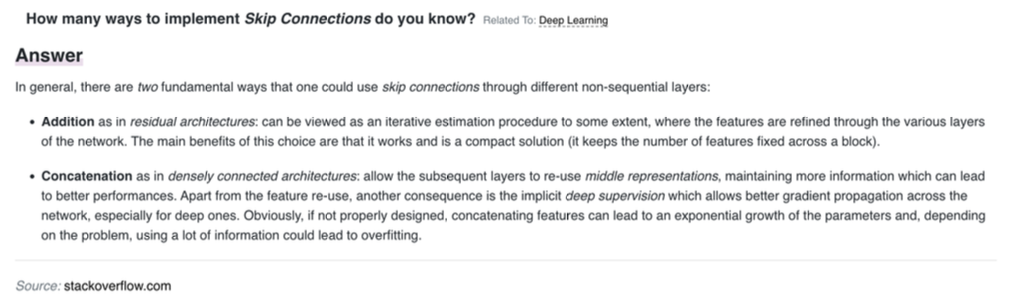 How many ways to implement Skip Connections do you know? Related To: Deep Learning
Answer
In general, there are two fundamental ways that one could use skip connections through different non-sequential layers:
• Addition as in residual architectures: can be viewed as an iterative estimation procedure to some extent, where the features are refined through the various layers
of the network. The main benefits of this choice are that it works and is a compact solution (it keeps the number of features fixed across a block).
• Concatenation as in densely connected architectures: allow the subsequent layers to re-use middle representations, maintaining more information which can lead
to better performances. Apart from the feature re-use, another consequence is the implicit deep supervision which allows better gradient propagation across the
network, especially for deep ones. Obviously, if not properly designed, concatenating features can lead to an exponential growth of the parameters and, depending
on the problem, using a lot of information could lead to overfitting.
Source: stackoverflow.com